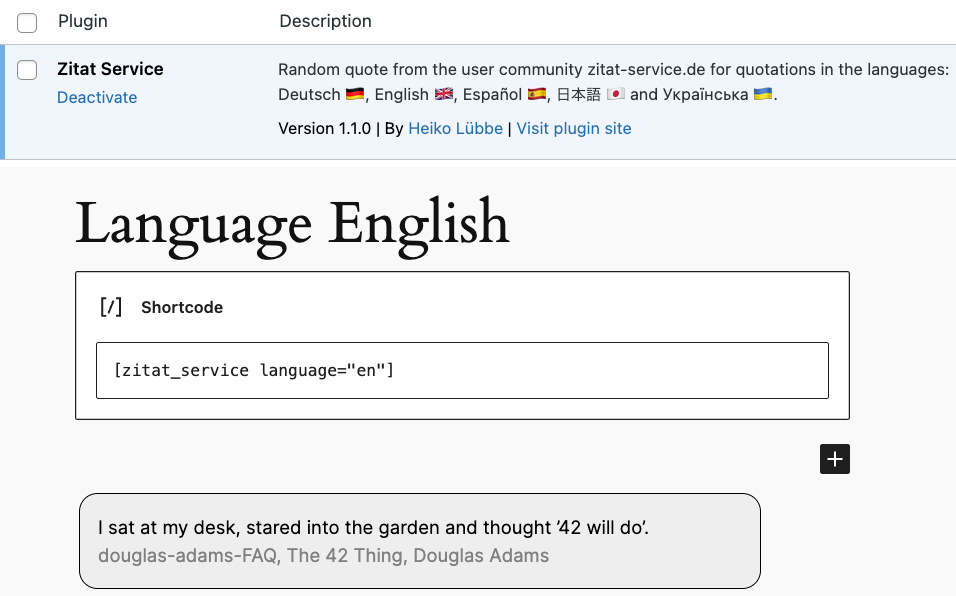 Plugin Description
Zitat Service Random quote from the user community zitat-service.de for quotations in the languages:
Deactivate Deutsch 🇩🇪, English 🇬🇧, Español 🇪🇸, 日本語 🇯🇵 and Українська 🇺🇦.
Version 1.1.0 | By Heiko Lübbe | Visit plugin site
Language English
[/] Shortcode
[zitat_service language="en"]
+
I sat at my desk, stared into the garden and thought ’42 will do’.
douglas-adams-FAQ, The 42 Thing, Douglas Adams